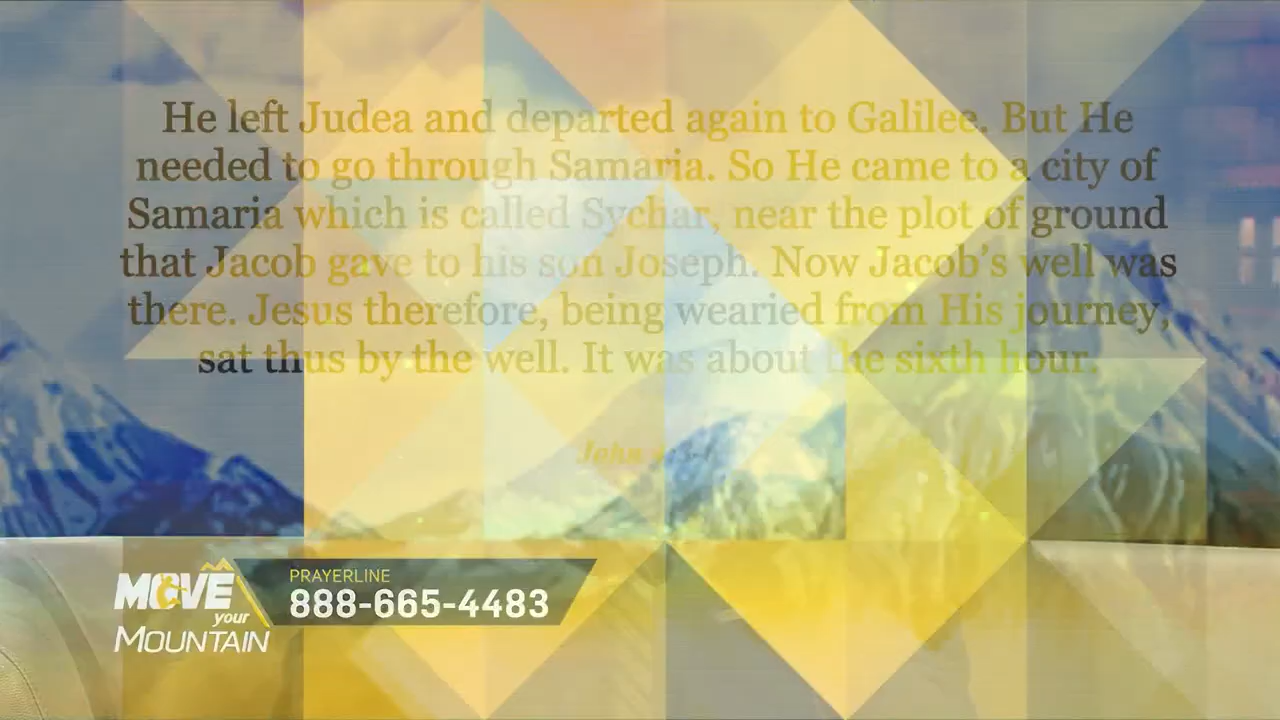 He left Judea and departed again to Galilee. But He
needed to go through Samaria. So He came to a city of
Samaria which is called Sychar, near the plot of ground
that Jacob gave to his son Joseph. Now Jacob’s well was
there. Jesus therefore, being wearied from His journey,
sat thus by the well. It was about the sixth hour.
John
PRAYERLINE
888-665-4483
MOVE
your
MOUNTAIN